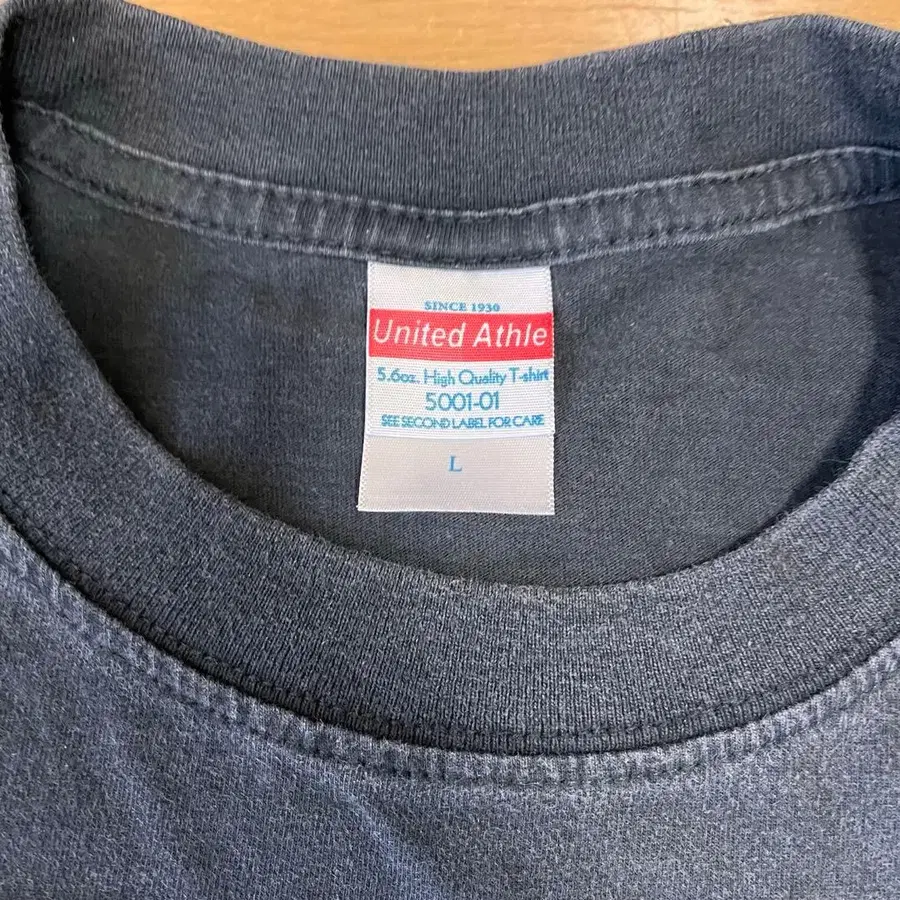 SINCE 1930
United Athle
5.6oz. High Quality T-shirt
5001-01
SEE SECOND LABEL FOR CARE
L